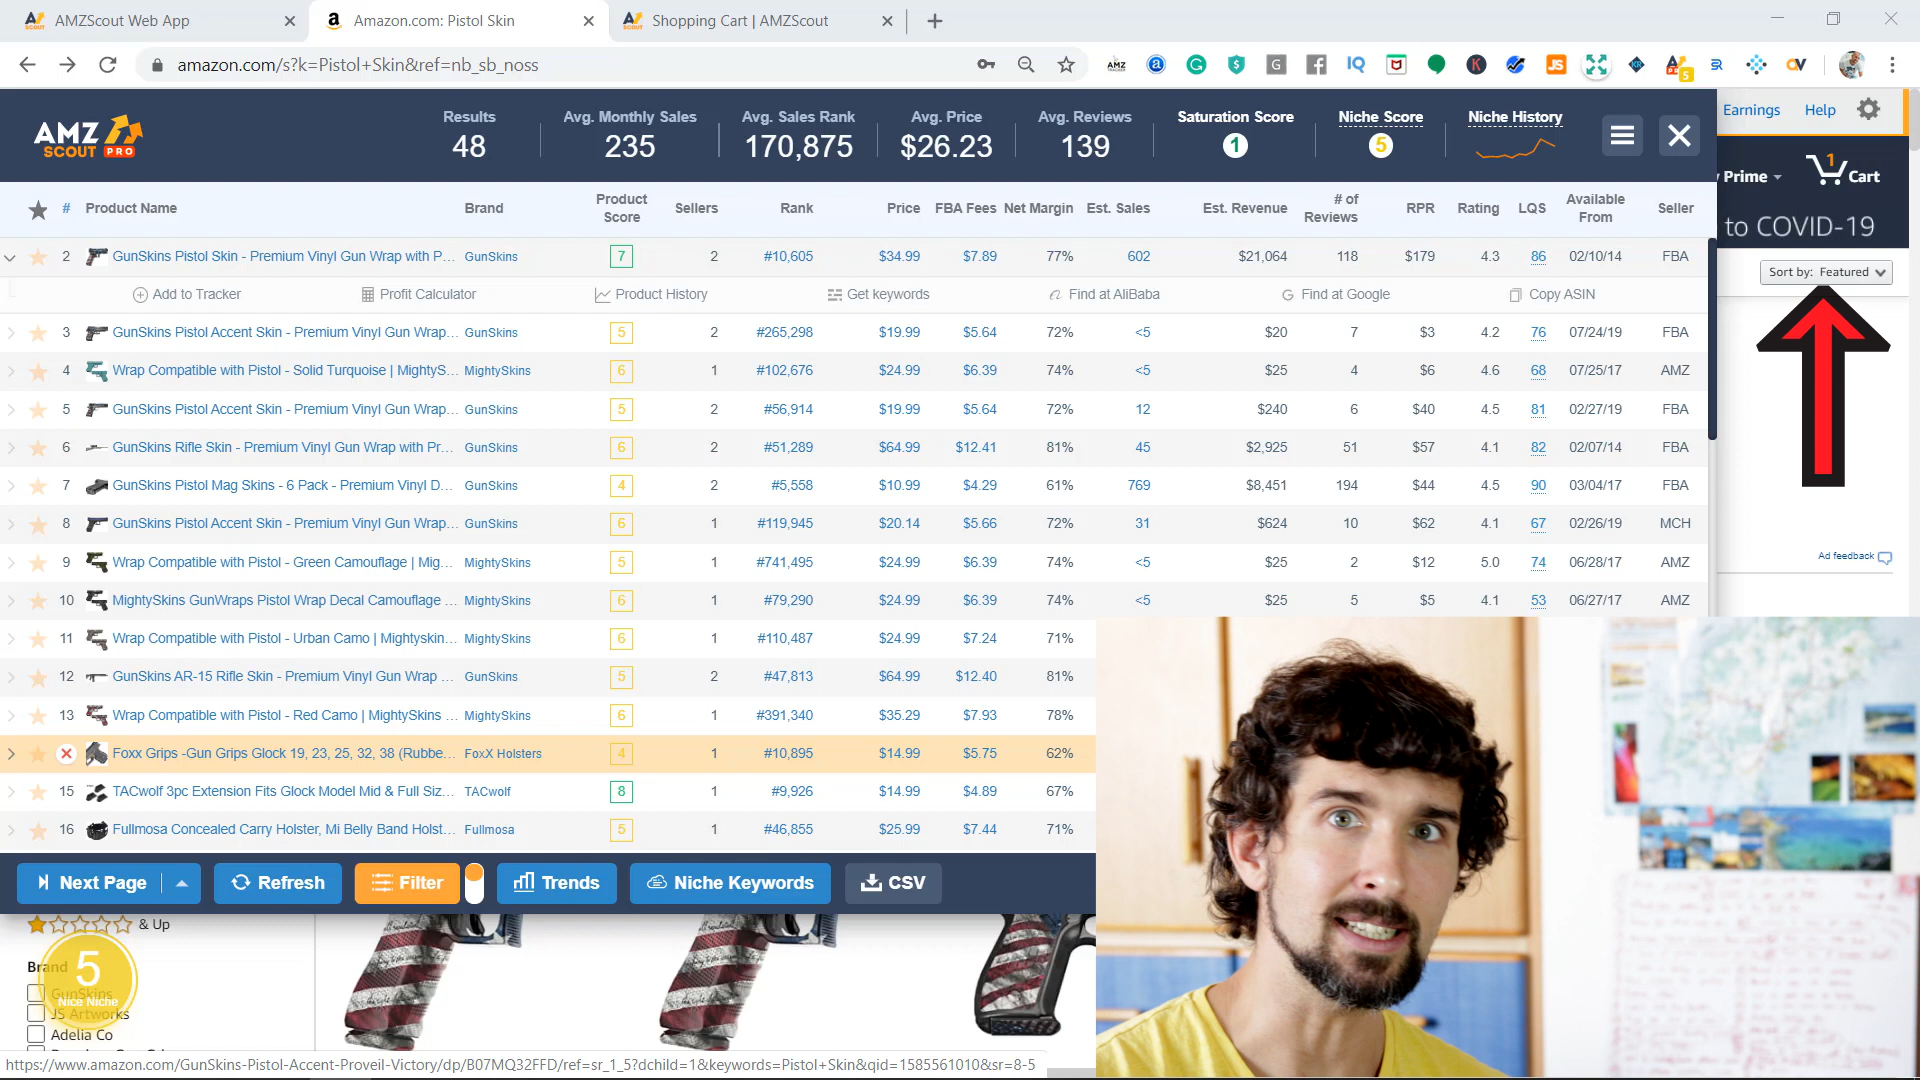 AMZScout Web App
Amazon.com: Pistol Skin
Shopping Cart | AMZScout
amazon.com/s?k=Pistol+Skin&ref=nb_sb_noss
AMZ SCOUT PRO
Results 48
Avg. Monthly Sales 235
Avg. Sales Rank 170,875
Avg. Price $26.23
Avg. Reviews 139
Saturation Score 1
Niche Score 5
Niche History
Earnings Help
Prime
1 Cart
to COVID-19
Sort by: Featured
# Product Name Brand Product Score Sellers Rank Price FBA Fees Net Margin Est. Sales Est. Revenue # of Reviews RPR Rating LQS Available From Seller
2 GunSkins Pistol Skin - Premium Vinyl Gun Wrap with P... GunSkins 7 2 #10,605 $34.99 $7.89 77% 602 $21,064 118 $179 4.3 86 02/10/14 FBA
Add to Tracker Profit Calculator Product History Get keywords Find at AliBaba Find at Google Copy ASIN
3 GunSkins Pistol Accent Skin - Premium Vinyl Gun Wrap... GunSkins 5 2 #265,298 $19.99 $5.64 72% <5 $20 7 $3 4.2 76 07/24/19 FBA
4 Wrap Compatible with Pistol - Solid Turquoise | MightyS... MightySkins 6 1 #102,676 $24.99 $6.39 74% <5 $25 4 $6 4.6 68 07/25/17 AMZ
5 GunSkins Pistol Accent Skin - Premium Vinyl Gun Wrap... GunSkins 5 2 #56,914 $19.99 $5.64 72% 12 $240 6 $40 4.5 81 02/27/19 FBA
6 GunSkins Rifle Skin - Premium Vinyl Gun Wrap with Pr... GunSkins 6 2 #51,289 $64.99 $12.41 81% 45 $2,925 51 $57 4.1 82 02/07/14 FBA
7 GunSkins Pistol Mag Skins - 6 Pack - Premium Vinyl D... GunSkins 4 2 #5,558 $10.99 $4.29 61% 769 $8,451 194 $44 4.5 90 03/04/17 FBA
8 GunSkins Pistol Accent Skin - Premium Vinyl Gun Wrap... GunSkins 6 1 #119,945 $20.14 $5.66 72% 31 $624 10 $62 4.1 67 02/26/19 MCH
9 Wrap Compatible with Pistol - Green Camouflage | Mig... MightySkins 5 1 #741,495 $24.99 $6.39 74% <5 $25 2 $12 5.0 74 06/28/17 AMZ
Ad feedback
10 MightySkins GunWraps Pistol Wrap Decal Camouflage ... MightySkins 6 1 #79,290 $24.99 $6.39 74% <5 $25 5 $5 4.1 53 06/27/17 AMZ
11 Wrap Compatible with Pistol - Urban Camo | Mightyskin... MightySkins 6 1 #110,487 $24.99 $7.24 71%
12 GunSkins AR-15 Rifle Skin - Premium Vinyl Gun Wrap ... GunSkins 5 2 #47,813 $64.99 $12.40 81%
13 Wrap Compatible with Pistol - Red Camo | MightySkins ... MightySkins 6 1 #391,340 $35.29 $7.93 78%
Foxx Grips -Gun Grips Glock 19, 23, 25, 32, 38 (Rubbe... FoxX Holsters 4 1 #10,895 $14.99 $5.75 62%
15 TACwolf 3pc Extension Fits Glock Model Mid & Full Siz... TACwolf 8 1 #9,926 $14.99 $4.89 67%
16 Fullmosa Concealed Carry Holster, Mi Belly Band Holst... Fullmosa 5 1 #46,855 $25.99 $7.44 71%
Next Page Refresh Filter Trends Niche Keywords CSV
& Up
Brand
5
Nice Niche
GunSkins
JS Artworks
Adelia Co
https://www.amazon.com/GunSkins-Pistol-Accent-Proveil-Victory/dp/B07MQ32FFD/ref=sr_1_5?dchild=1&keywords=Pistol+Skin&qid=1585561010&sr=8-5